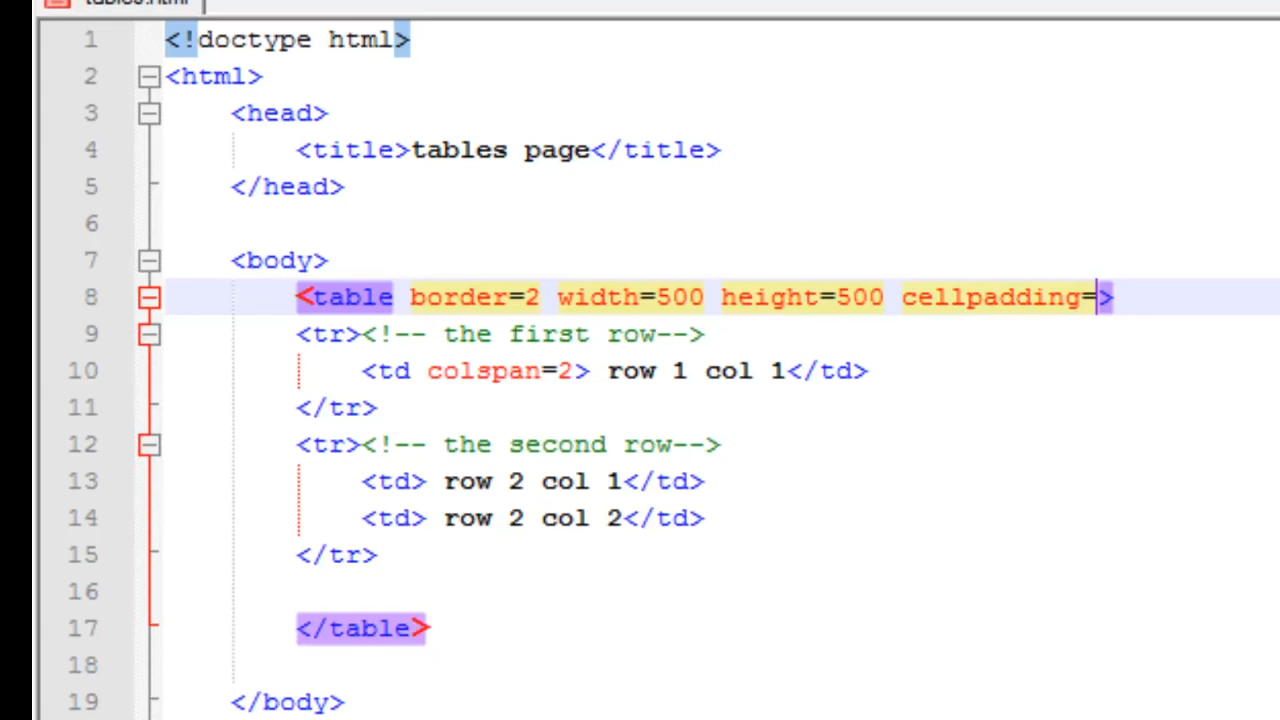 tables.html
1 <!doctype html>
2 <html>
3 <head>
4 <title>tables page</title>
5 </head>
6
7 <body>
8 <table border=2 width=500 height=500 cellpadding=>
9 <tr><!-- the first row-->
10 <td colspan=2> row 1 col 1</td>
11 </tr>
12 <tr><!-- the second row-->
13 <td> row 2 col 1</td>
14 <td> row 2 col 2</td>
15 </tr>
16
17 </table>
18
19 </body>